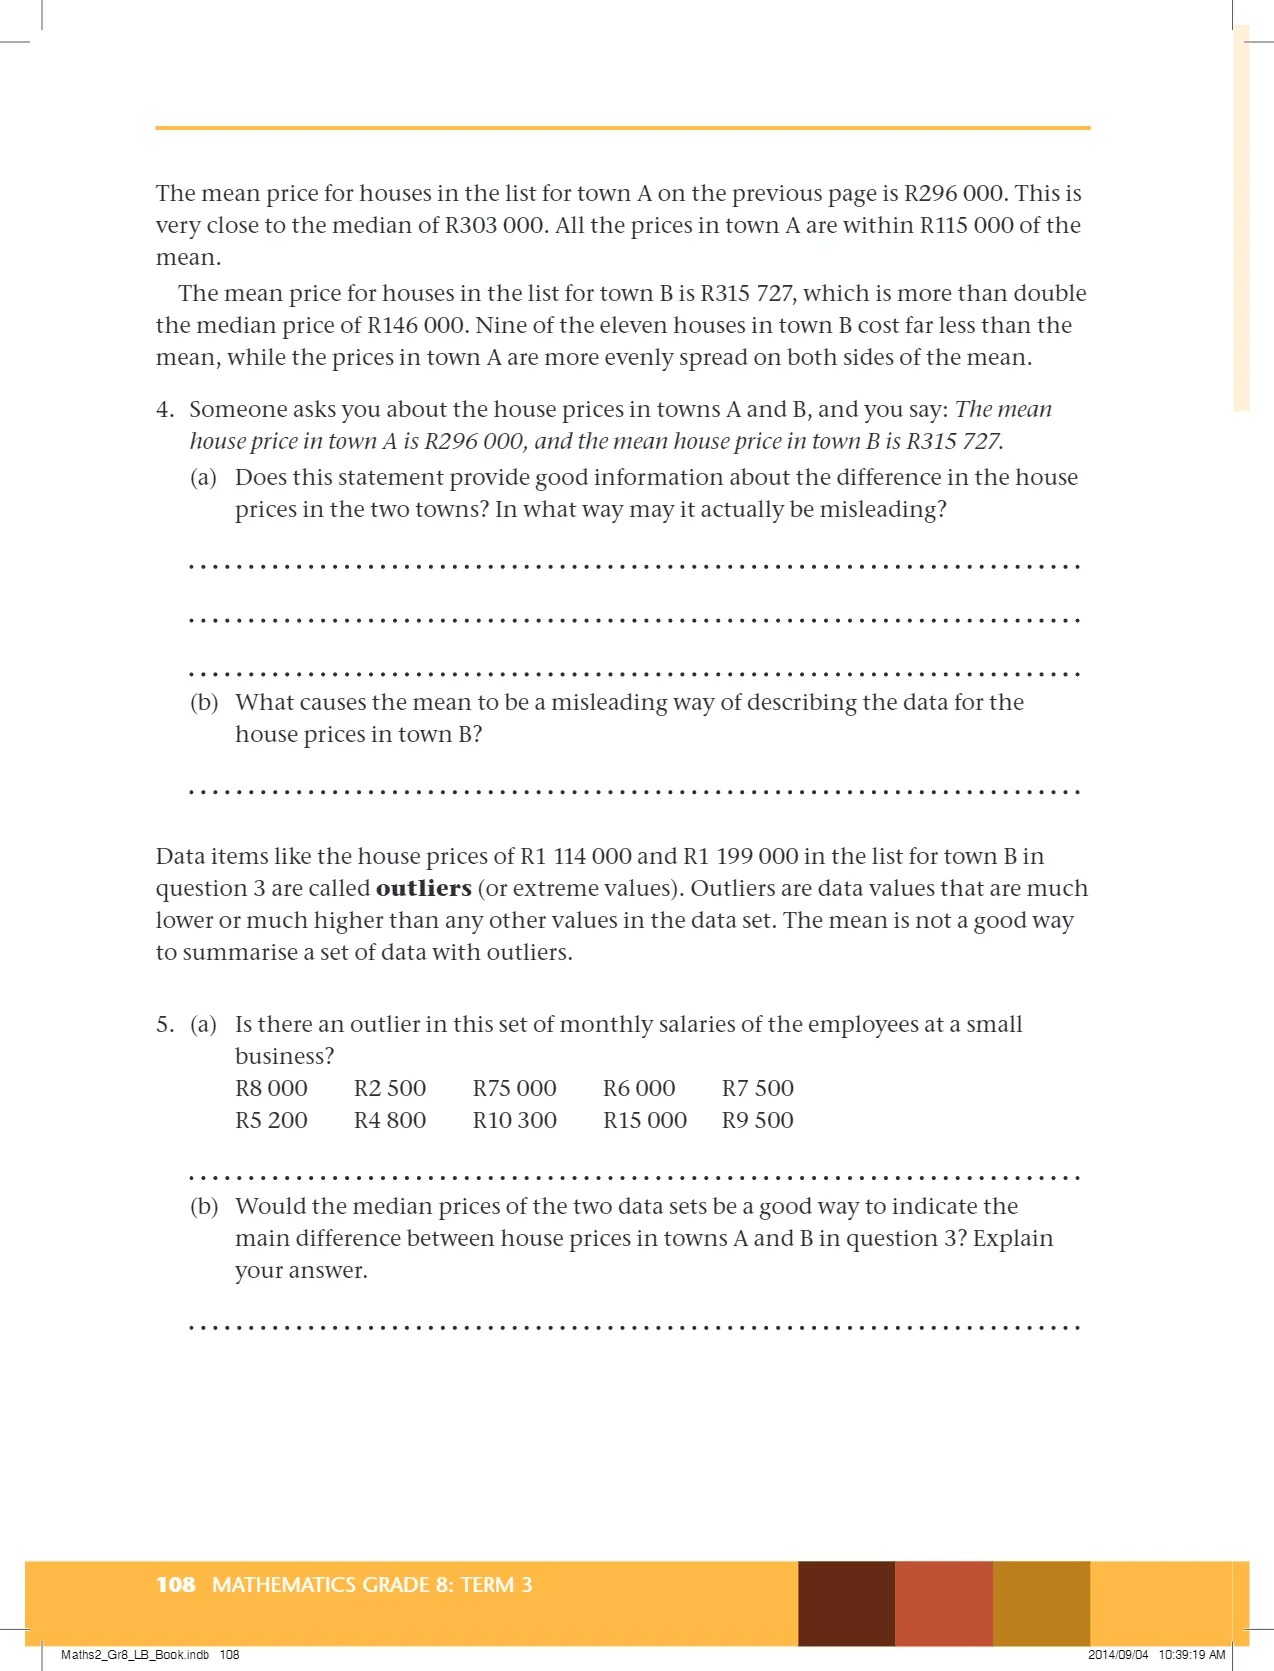 The mean price for houses in the list for town A on the previous page is R296 000. This is
very close to the median of R303 000. All the prices in town A are within R115 000 of the
mean.
The mean price for houses in the list for town B is R315 727, which is more than double
the median price of R146 000. Nine of the eleven houses in town B cost far less than the
mean, while the prices in town A are more evenly spread on both sides of the mean.
4. Someone asks you about the house prices in towns A and B, and you say: The mean
house price in town A is R296 000, and the mean house price in town B is R315 727.
(a) Does this statement provide good information about the difference in the house
prices in the two towns? In what way may it actually be misleading?
(b) What causes the mean to be a misleading way of describing the data for the
house prices in town B?
Data items like the house prices of R1 114 000 and R1 199 000 in the list for town B in
question 3 are called outliers (or extreme values). Outliers are data values that are much
lower or much higher than any other values in the data set. The mean is not a good way
to summarise a set of data with outliers.
5. (a) Is there an outlier in this set of monthly salaries of the employees at a small
business?
R8 000 R2 500 R75 000 R6 000 R7 500
R5 200 R4 800 R10 300 R15 000 R9 500
(b) Would the median prices of the two data sets be a good way to indicate the
main difference between house prices in towns A and B in question 3? Explain
your answer.
108 MATHEMATICS GRADE 8: TERM 3
Maths2_Gr8_LB_Book.indb 108 2014/09/04 10:39:19 AM